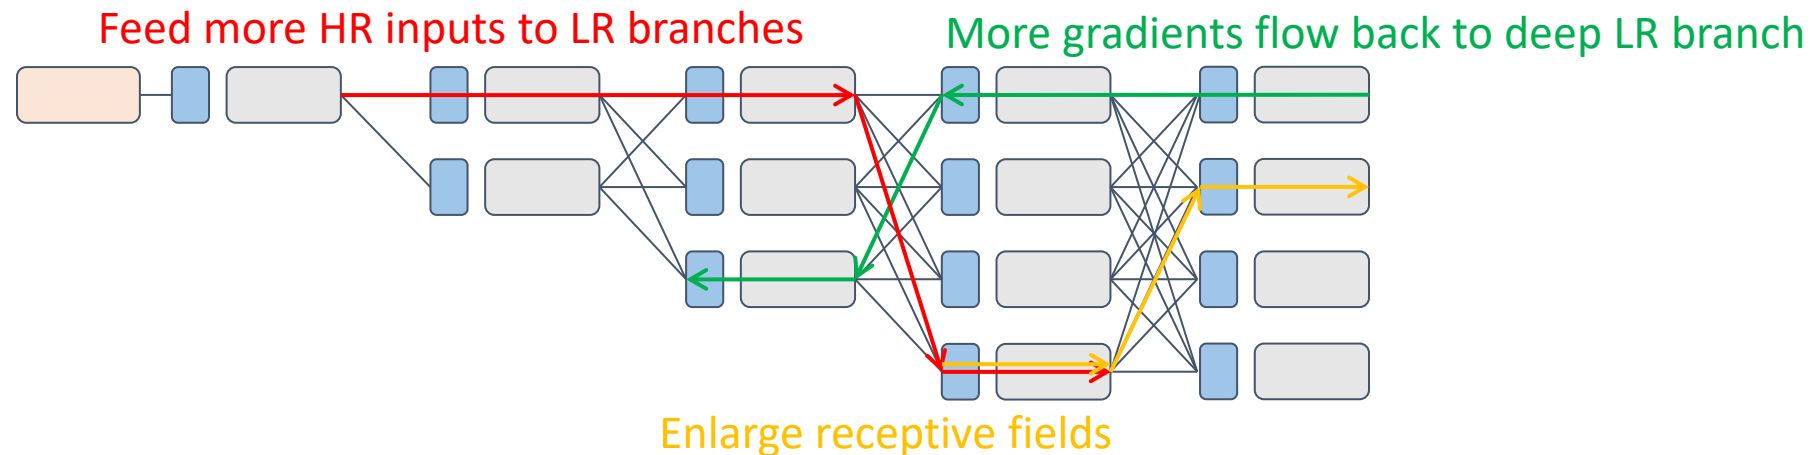 Feed more HR inputs to LR branches
More gradients flow back to deep LR branch
Enlarge receptive fields